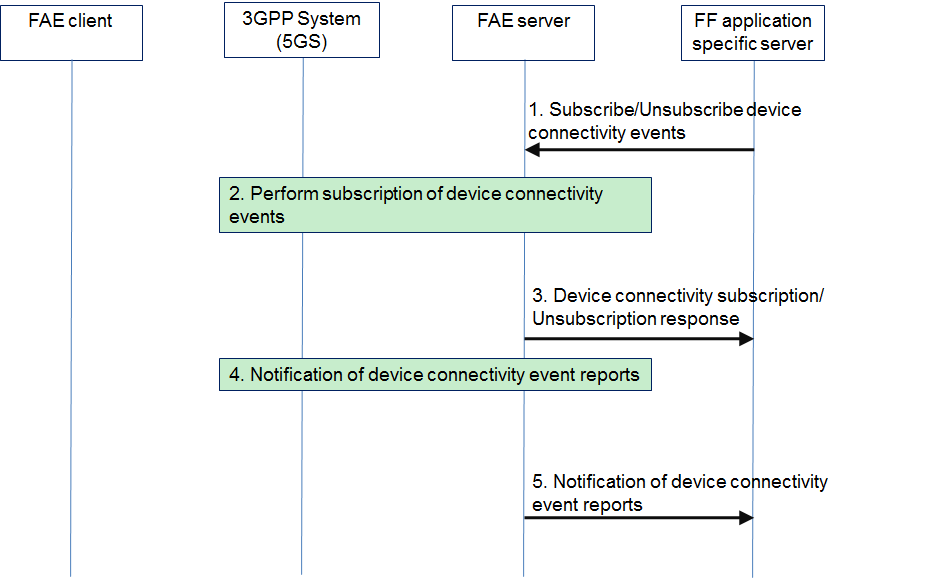 FAE client
3GPP System
(5GS)
FAE server
FF application
specific server
1. Subscribe/Unsubscribe device
connectivity events
2. Perform subscription of device connectivity
events
3. Device connectivity subscription/
Unsubscription response
4. Notification of device connectivity event reports
5. Notification of device connectivity
event reports